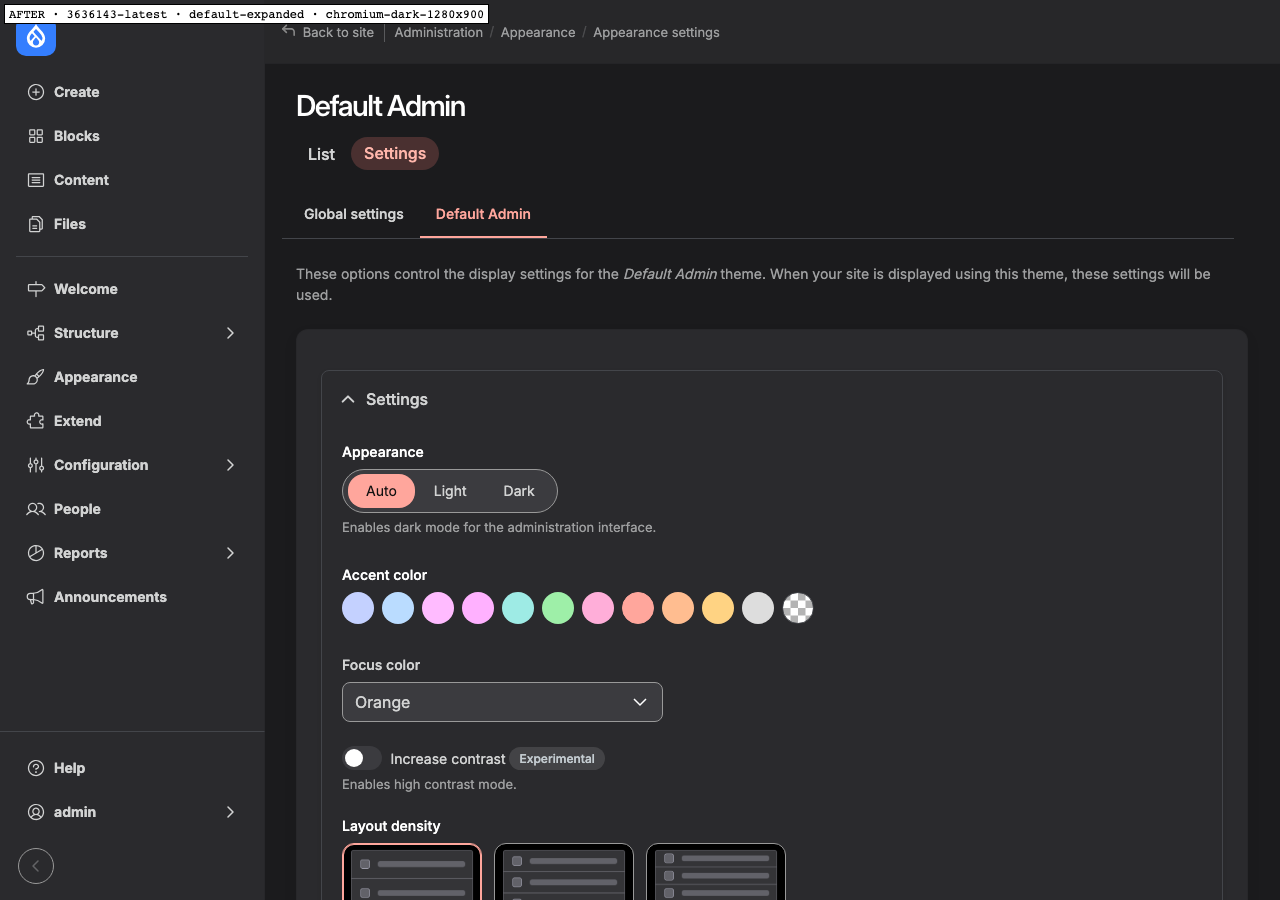 AFTER · 3636143-latest · default-expanded · chromium-dark-1280x900
Back to site
Administration / Appearance / Appearance settings
Create
Blocks
Content
Files
Welcome
Structure
Appearance
Extend
Configuration
People
Reports
Announcements
Help
admin
Default Admin
List Settings
Global settings Default Admin
These options control the display settings for the Default Admin theme. When your site is displayed using this theme, these settings will be
used.
Settings
Appearance
Auto Light Dark
Enables dark mode for the administration interface.
Accent color
Focus color
Orange
Increase contrast Experimental
Enables high contrast mode.
Layout density